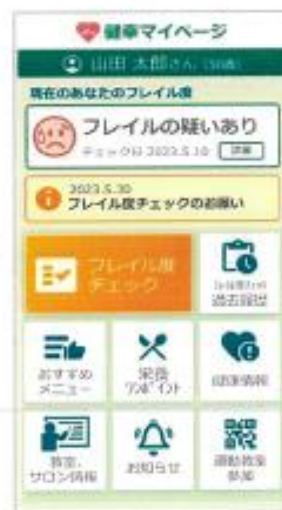 健幸マイページ
山田 太郎さん
現在のあなたのフレイル度
フレイルの疑いあり
チェック日 2023.5.10 詳細
2023.5.30
フレイル度チェックのお願い
フレイル度
チェック
過去履歴
おすすめ
メニュー
栄養
ワンポイント
健康情報
教室、
サロン情報
お知らせ
運動教室
参加